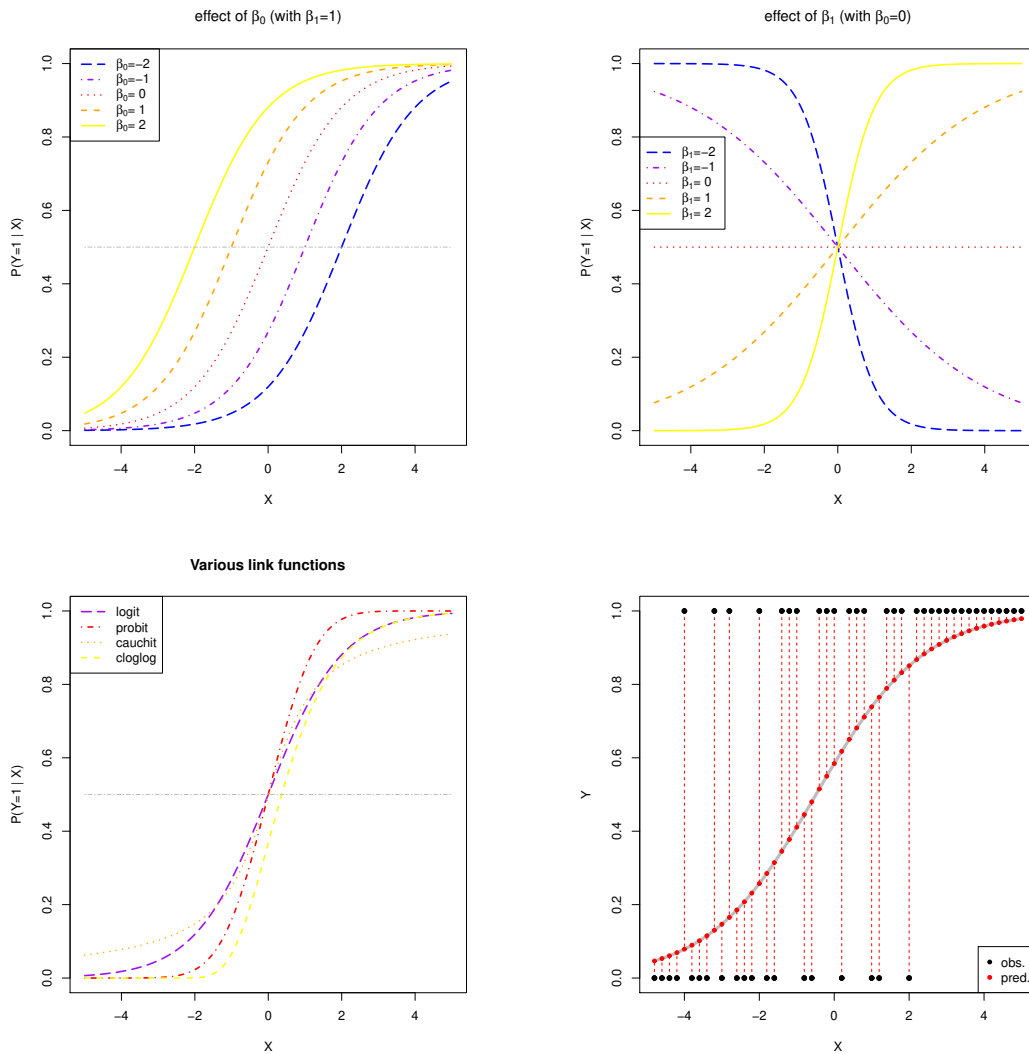 effect of β0 (with β1=1)
β0=−2
β0=−1
β0= 0
β0= 1
β0= 2
P(Y=1 | X)
0.0 0.2 0.4 0.6 0.8 1.0
−4 −2 0 2 4
X
effect of β1 (with β0=0)
β1=−2
β1=−1
β1= 0
β1= 1
β1= 2
P(Y=1 | X)
0.0 0.2 0.4 0.6 0.8 1.0
−4 −2 0 2 4
X
Various link functions
logit
probit
cauchit
cloglog
P(Y=1 | X)
0.0 0.2 0.4 0.6 0.8 1.0
−4 −2 0 2 4
X
Y
0.0 0.2 0.4 0.6 0.8 1.0
obs.
pred.
−4 −2 0 2 4
X